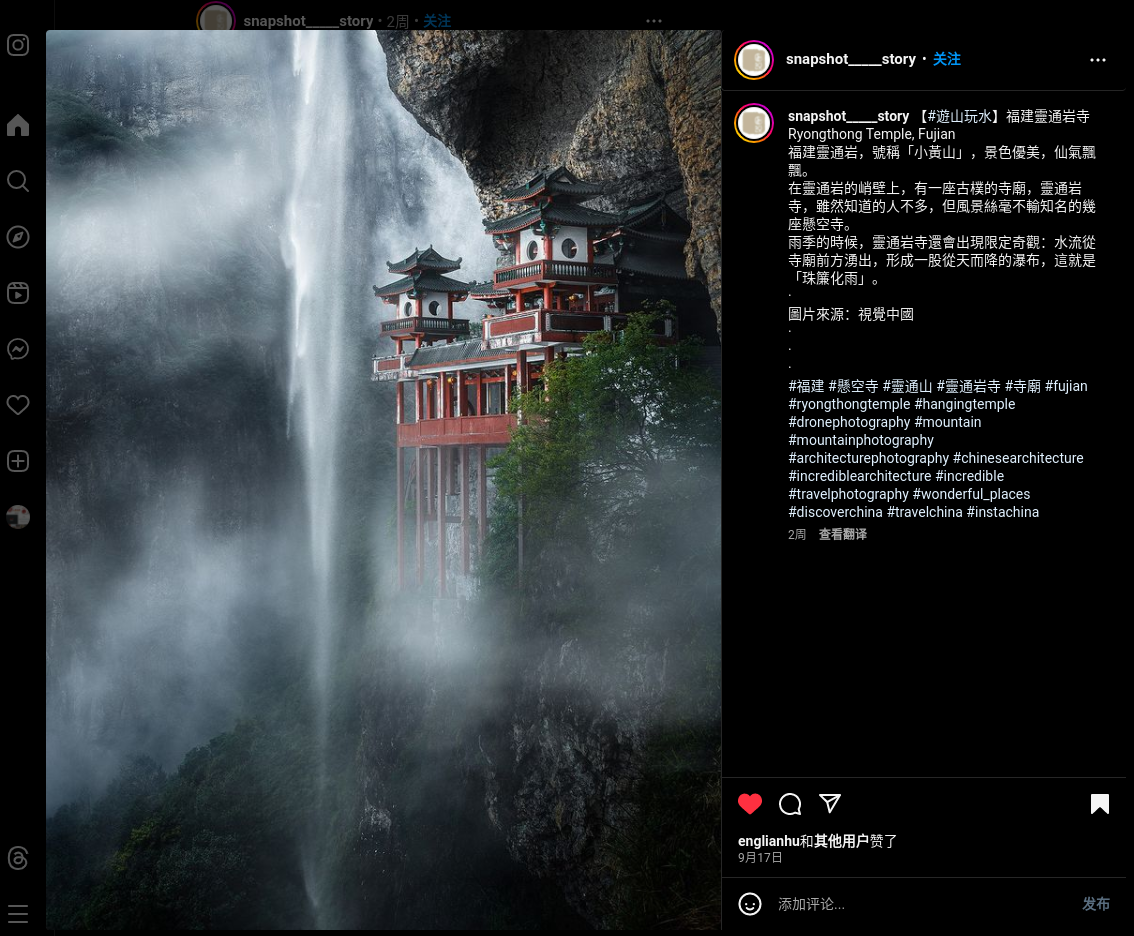 snapshot_____story • 2周 • 关注
snapshot_____story • 关注
snapshot_____story 【#遊山玩水】福建靈通岩寺
Ryongthong Temple, Fujian
福建靈通岩，號稱「小黃山」，景色優美，仙氣飄
飄。
在靈通岩的峭壁上，有一座古樸的寺廟，靈通岩
寺，雖然知道的人不多，但風景絲毫不輸知名的幾
座懸空寺。
雨季的時候，靈通岩寺還會出現限定奇觀：水流從
寺廟前方湧出，形成一股從天而降的瀑布，這就是
「珠簾化雨」。
.
圖片來源：視覺中國
.
.
.
#福建 #懸空寺 #靈通山 #靈通岩寺 #寺廟 #fujian
#ryongthongtemple #hangingtemple
#dronephotography #mountain
#mountainphotography
#architecturephotography #chinesearchitecture
#incrediblearchitecture #incredible
#travelphotography #wonderful_places
#discoverchina #travelchina #instachina
2周 查看翻译
englianhu和其他用户赞了
9月17日
添加评论... 发布